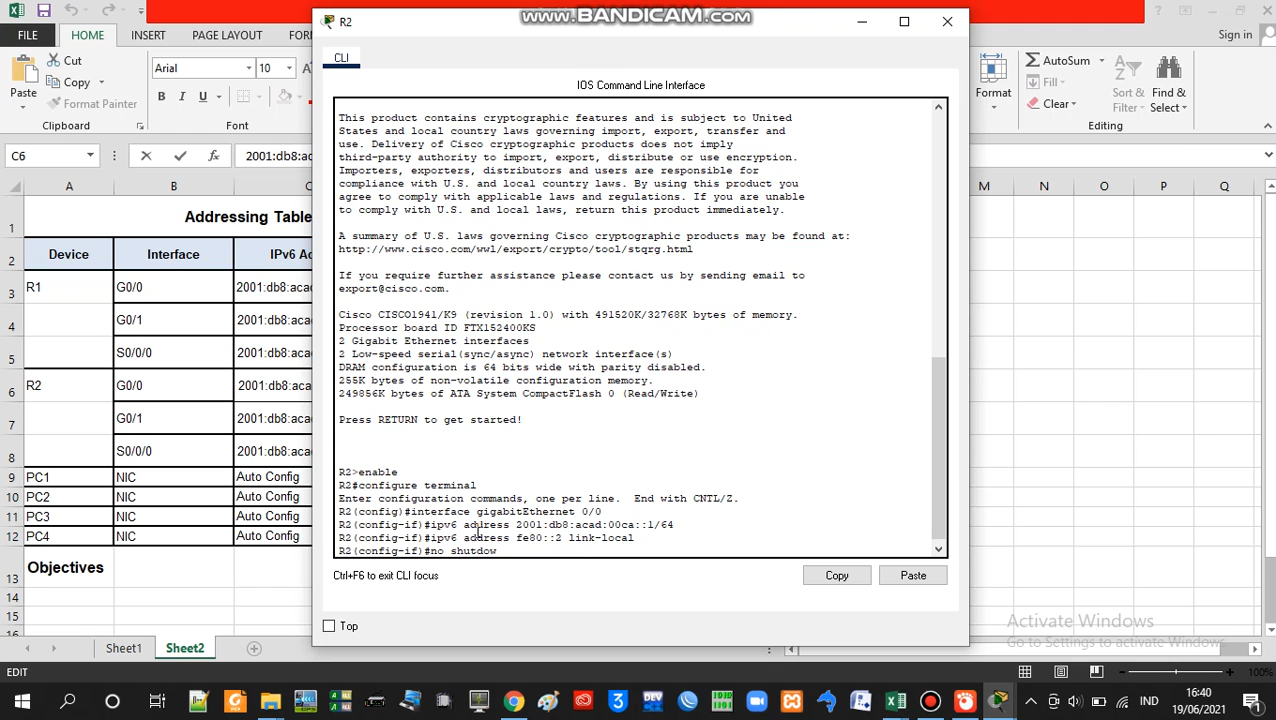 www.BANDICAM.com
R2
FILE
HOME
INSERT
PAGE LAYOUT
Sign in
CLI
IOS Command Line Interface
Paste
Cut
Copy
Format Painter
Clipboard
Arial
10
B I U
Font
Format
AutoSum
Fill
Clear
Sort &
Filter
Find &
Select
Editing
C6
A
B
M
N
O
P
Q
1
2
3
4
5
6
7
8
9
10
11
12
13
14
15
16
Addressing Table
Device
Interface
R1
G0/0
2001:db8:acad
G0/1
2001:db8:acad
S0/0/0
2001:db8:acad
R2
G0/0
2001:db8:acad
G0/1
2001:db8:acad
S0/0/0
2001:db8:acad
PC1
NIC
Auto Config
PC2
NIC
Auto Config
PC3
NIC
Auto Config
PC4
NIC
Auto Config
Objectives
This product contains cryptographic features and is subject to United
States and local country laws governing import, export, transfer and
use. Delivery of Cisco cryptographic products does not imply
third-party authority to import, export, distribute or use encryption.
Importers, exporters, distributors and users are responsible for
compliance with U.S. and local country laws. By using this product you
agree to comply with applicable laws and regulations. If you are unable
to comply with U.S. and local laws, return this product immediately.
A summary of U.S. laws governing Cisco cryptographic products may be found at:
http://www.cisco.com/wwl/export/crypto/tool/stqrg.html
If you require further assistance please contact us by sending email to
export@cisco.com.
Cisco CISCO1941/K9 (revision 1.0) with 491520K/32768K bytes of memory.
Processor board ID FTX152400KS
2 Gigabit Ethernet interfaces
2 Low-speed serial(sync/async) network interface(s)
DRAM configuration is 64 bits wide with parity disabled.
255K bytes of non-volatile configuration memory.
249856K bytes of ATA System CompactFlash 0 (Read/Write)
Press RETURN to get started!
R2>enable
R2#configure terminal
Enter configuration commands, one per line.  End with CNTL/Z.
R2(config)#interface gigabitEthernet 0/0
R2(config-if)#ipv6 address 2001:db8:acad:00ca::1/64
R2(config-if)#ipv6 address fe80::2 link-local
R2(config-if)#no shutdow
Ctrl+F6 to exit CLI focus
Copy
Paste
Top
Activate Windows
Go to Settings to activate Windows.
Sheet1
Sheet2
EDIT
100%
IND
16:40
19/06/2021